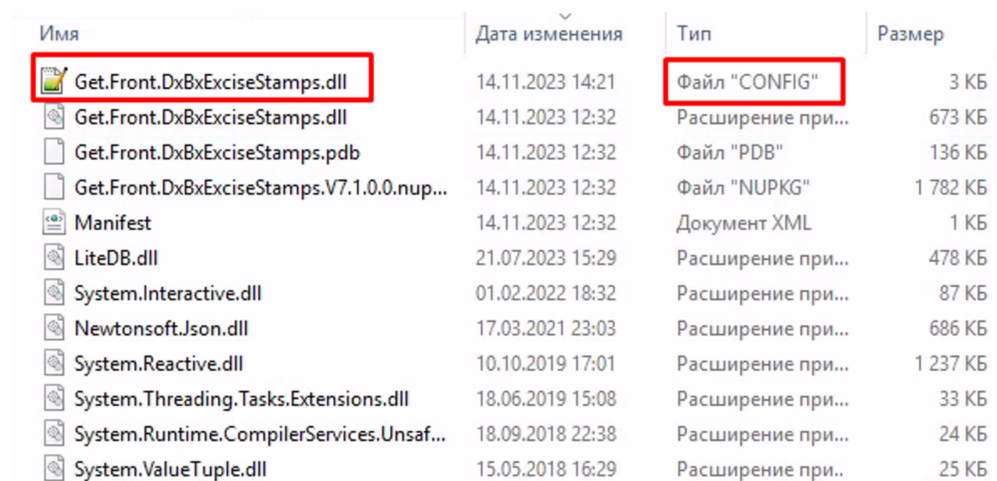 Имя Дата изменения Тип Размер
Get.Front.DxBxExciseStamps.dll 14.11.2023 14:21 Файл "CONFIG" 3 КБ
Get.Front.DxBxExciseStamps.dll 14.11.2023 12:32 Расширение при... 673 КБ
Get.Front.DxBxExciseStamps.pdb 14.11.2023 12:32 Файл "PDB" 136 КБ
Get.Front.DxBxExciseStamps.V7.1.0.0.nup... 14.11.2023 12:32 Файл "NUPKG" 1 782 КБ
Manifest 14.11.2023 12:32 Документ XML 1 КБ
LiteDB.dll 21.07.2023 15:29 Расширение при... 478 КБ
System.Interactive.dll 01.02.2022 18:32 Расширение при... 87 КБ
Newtonsoft.Json.dll 17.03.2021 23:03 Расширение при... 686 КБ
System.Reactive.dll 10.10.2019 17:01 Расширение при... 1 237 КБ
System.Threading.Tasks.Extensions.dll 18.06.2019 15:08 Расширение при... 33 КБ
System.Runtime.CompilerServices.Unsaf... 18.09.2018 22:38 Расширение при... 24 КБ
System.ValueTuple.dll 15.05.2018 16:29 Расширение при.. 25 КБ